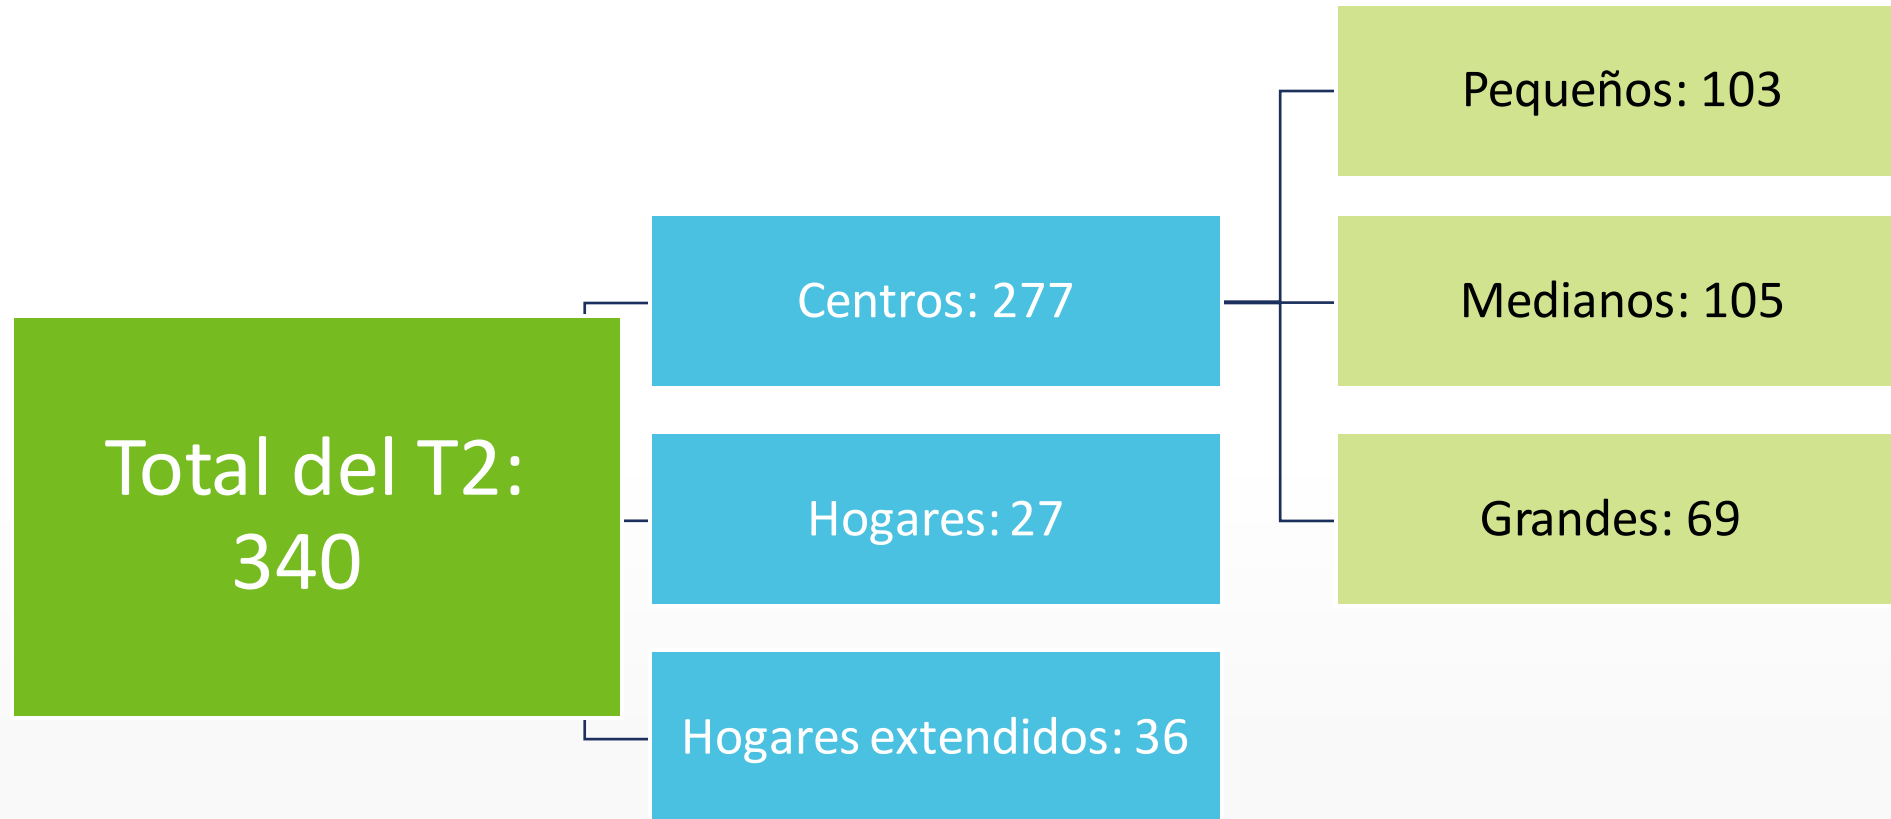 Total del T2:
340
Centros: 277
Hogares: 27
Hogares extendidos: 36
Pequeños: 103
Medianos: 105
Grandes: 69